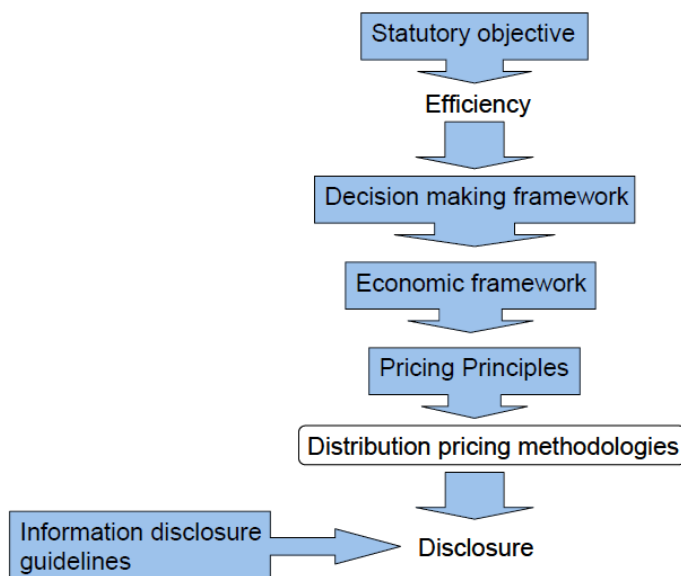 Statutory objective
Efficiency
Decision making framework
Economic framework
Pricing Principles
Distribution pricing methodologies
Information disclosure
guidelines
Disclosure